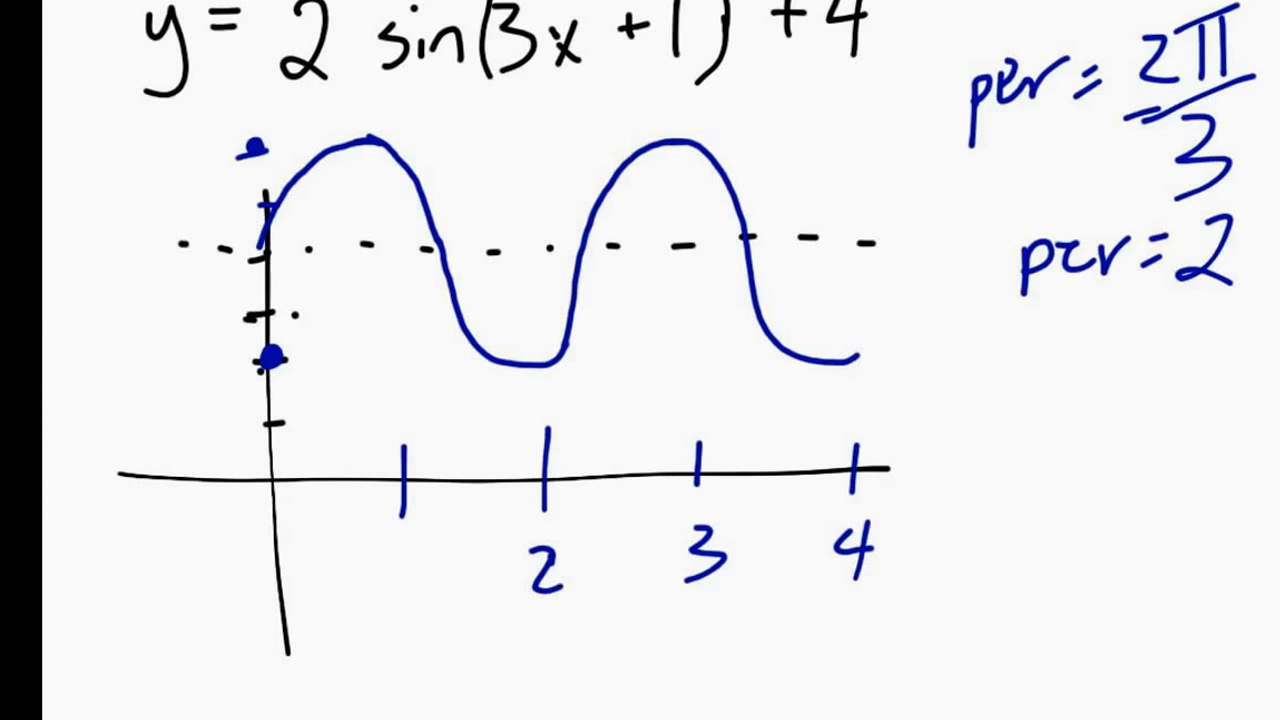 y = 2 sin(3x + 1) + 4
per = 2π/3
per = 2
2 3 4